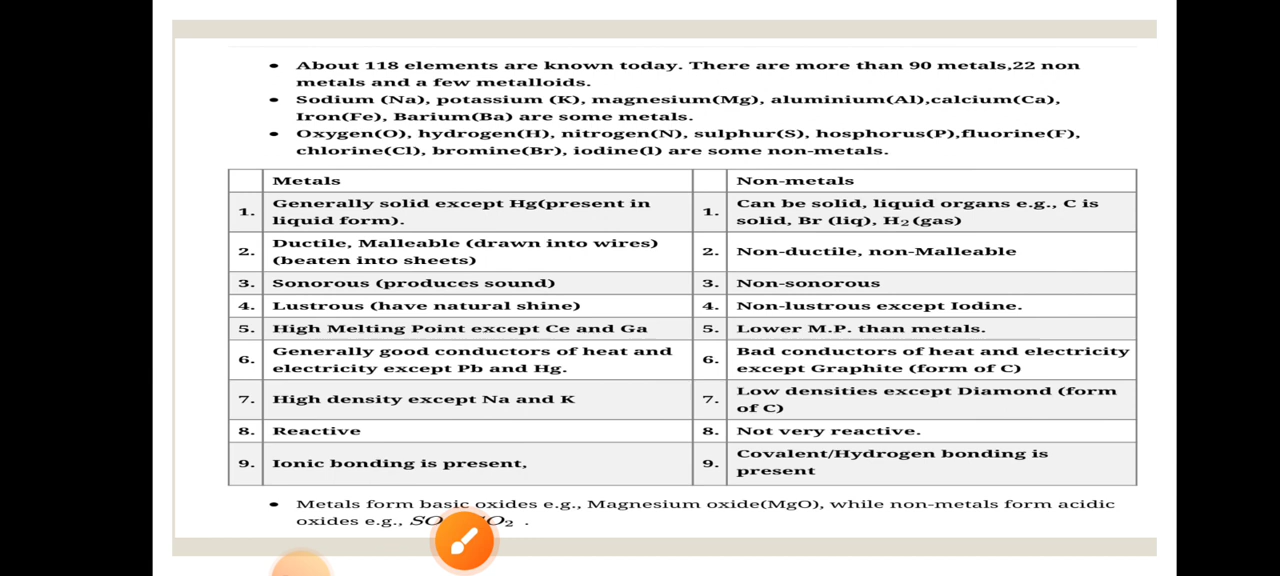 About 118 elements are known today. There are more than 90 metals,22 non
metals and a few metalloids.
Sodium (Na), potassium (K), magnesium(Mg), aluminium(Al),calcium(Ca),
Iron(Fe), Barium(Ba) are some metals.
Oxygen(O), hydrogen(H), nitrogen(N), sulphur(S), hosphorus(P),fluorine(F),
chlorine(Cl), bromine(Br), iodine(l) are some non-metals.
Metals Non-metals
1. Generally solid except Hg(present in
liquid form).
1. Can be solid, liquid organs e.g., C is
solid, Br (liq), H₂ (gas)
2. Ductile, Malleable (drawn into wires)
(beaten into sheets)
2. Non-ductile, non-Malleable
3. Sonorous (produces sound)
3. Non-sonorous
4. Lustrous (have natural shine)
4. Non-lustrous except Iodine.
5. High Melting Point except Ce and Ga
5. Lower M.P. than metals.
6. Generally good conductors of heat and
electricity except Pb and Hg.
6. Bad conductors of heat and electricity
except Graphite (form of C)
7. High density except Na and K
7. Low densities except Diamond (form
of C)
8. Reactive
8. Not very reactive.
9. Ionic bonding is present,
9. Covalent/Hydrogen bonding is
present
Metals form basic oxides e.g., Magnesium oxide(MgO), while non-metals form acidic
oxides e.g.,